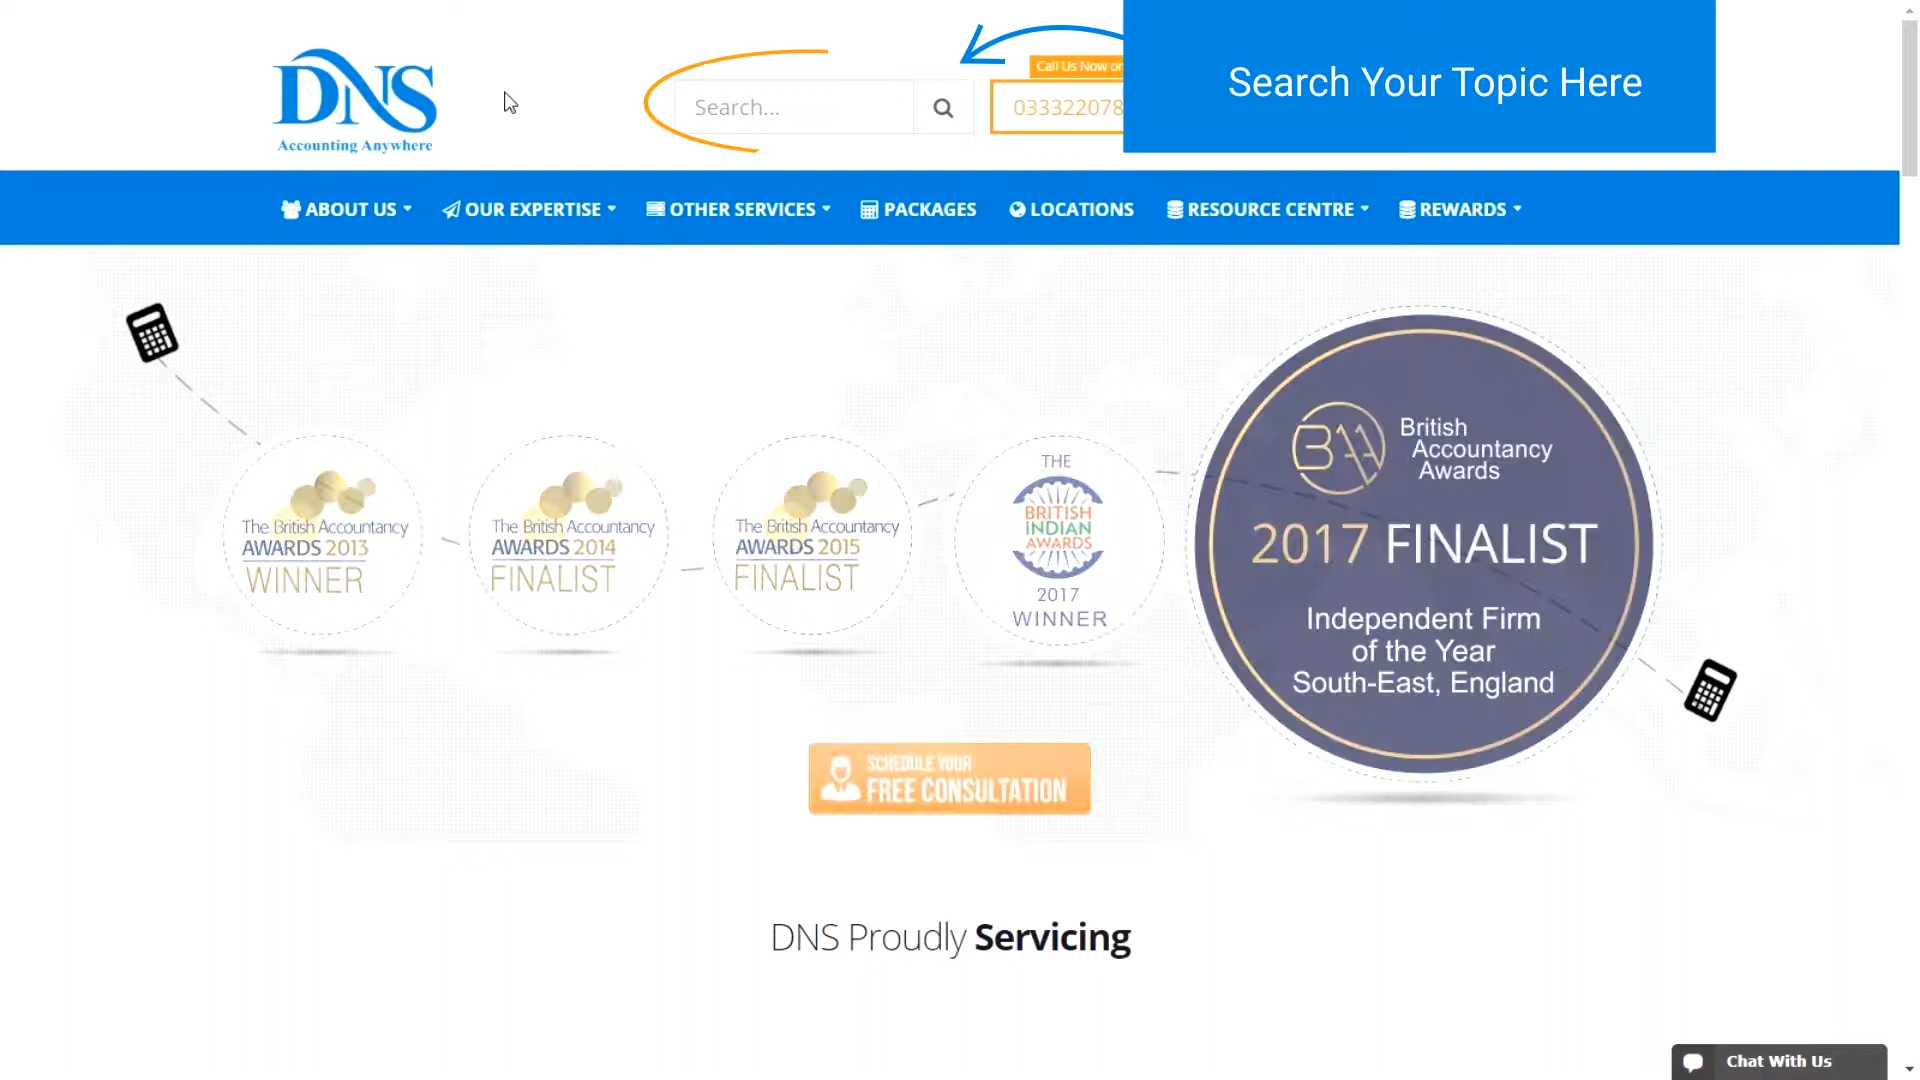 DNS
Accounting Anywhere
Search...
Call Us Now on
033322078
Search Your Topic Here
ABOUT US
OUR EXPERTISE
OTHER SERVICES
PACKAGES
LOCATIONS
RESOURCE CENTRE
REWARDS
The British Accountancy
AWARDS 2013
WINNER
The British Accountancy
AWARDS 2014
FINALIST
The British Accountancy
AWARDS 2015
FINALIST
THE
BRITISH
INDIAN
AWARDS
2017
WINNER
BAA
British
Accountancy
Awards
2017 FINALIST
Independent Firm
of the Year
South-East, England
SCHEDULE YOUR
FREE CONSULTATION
DNS Proudly Servicing
Chat With Us